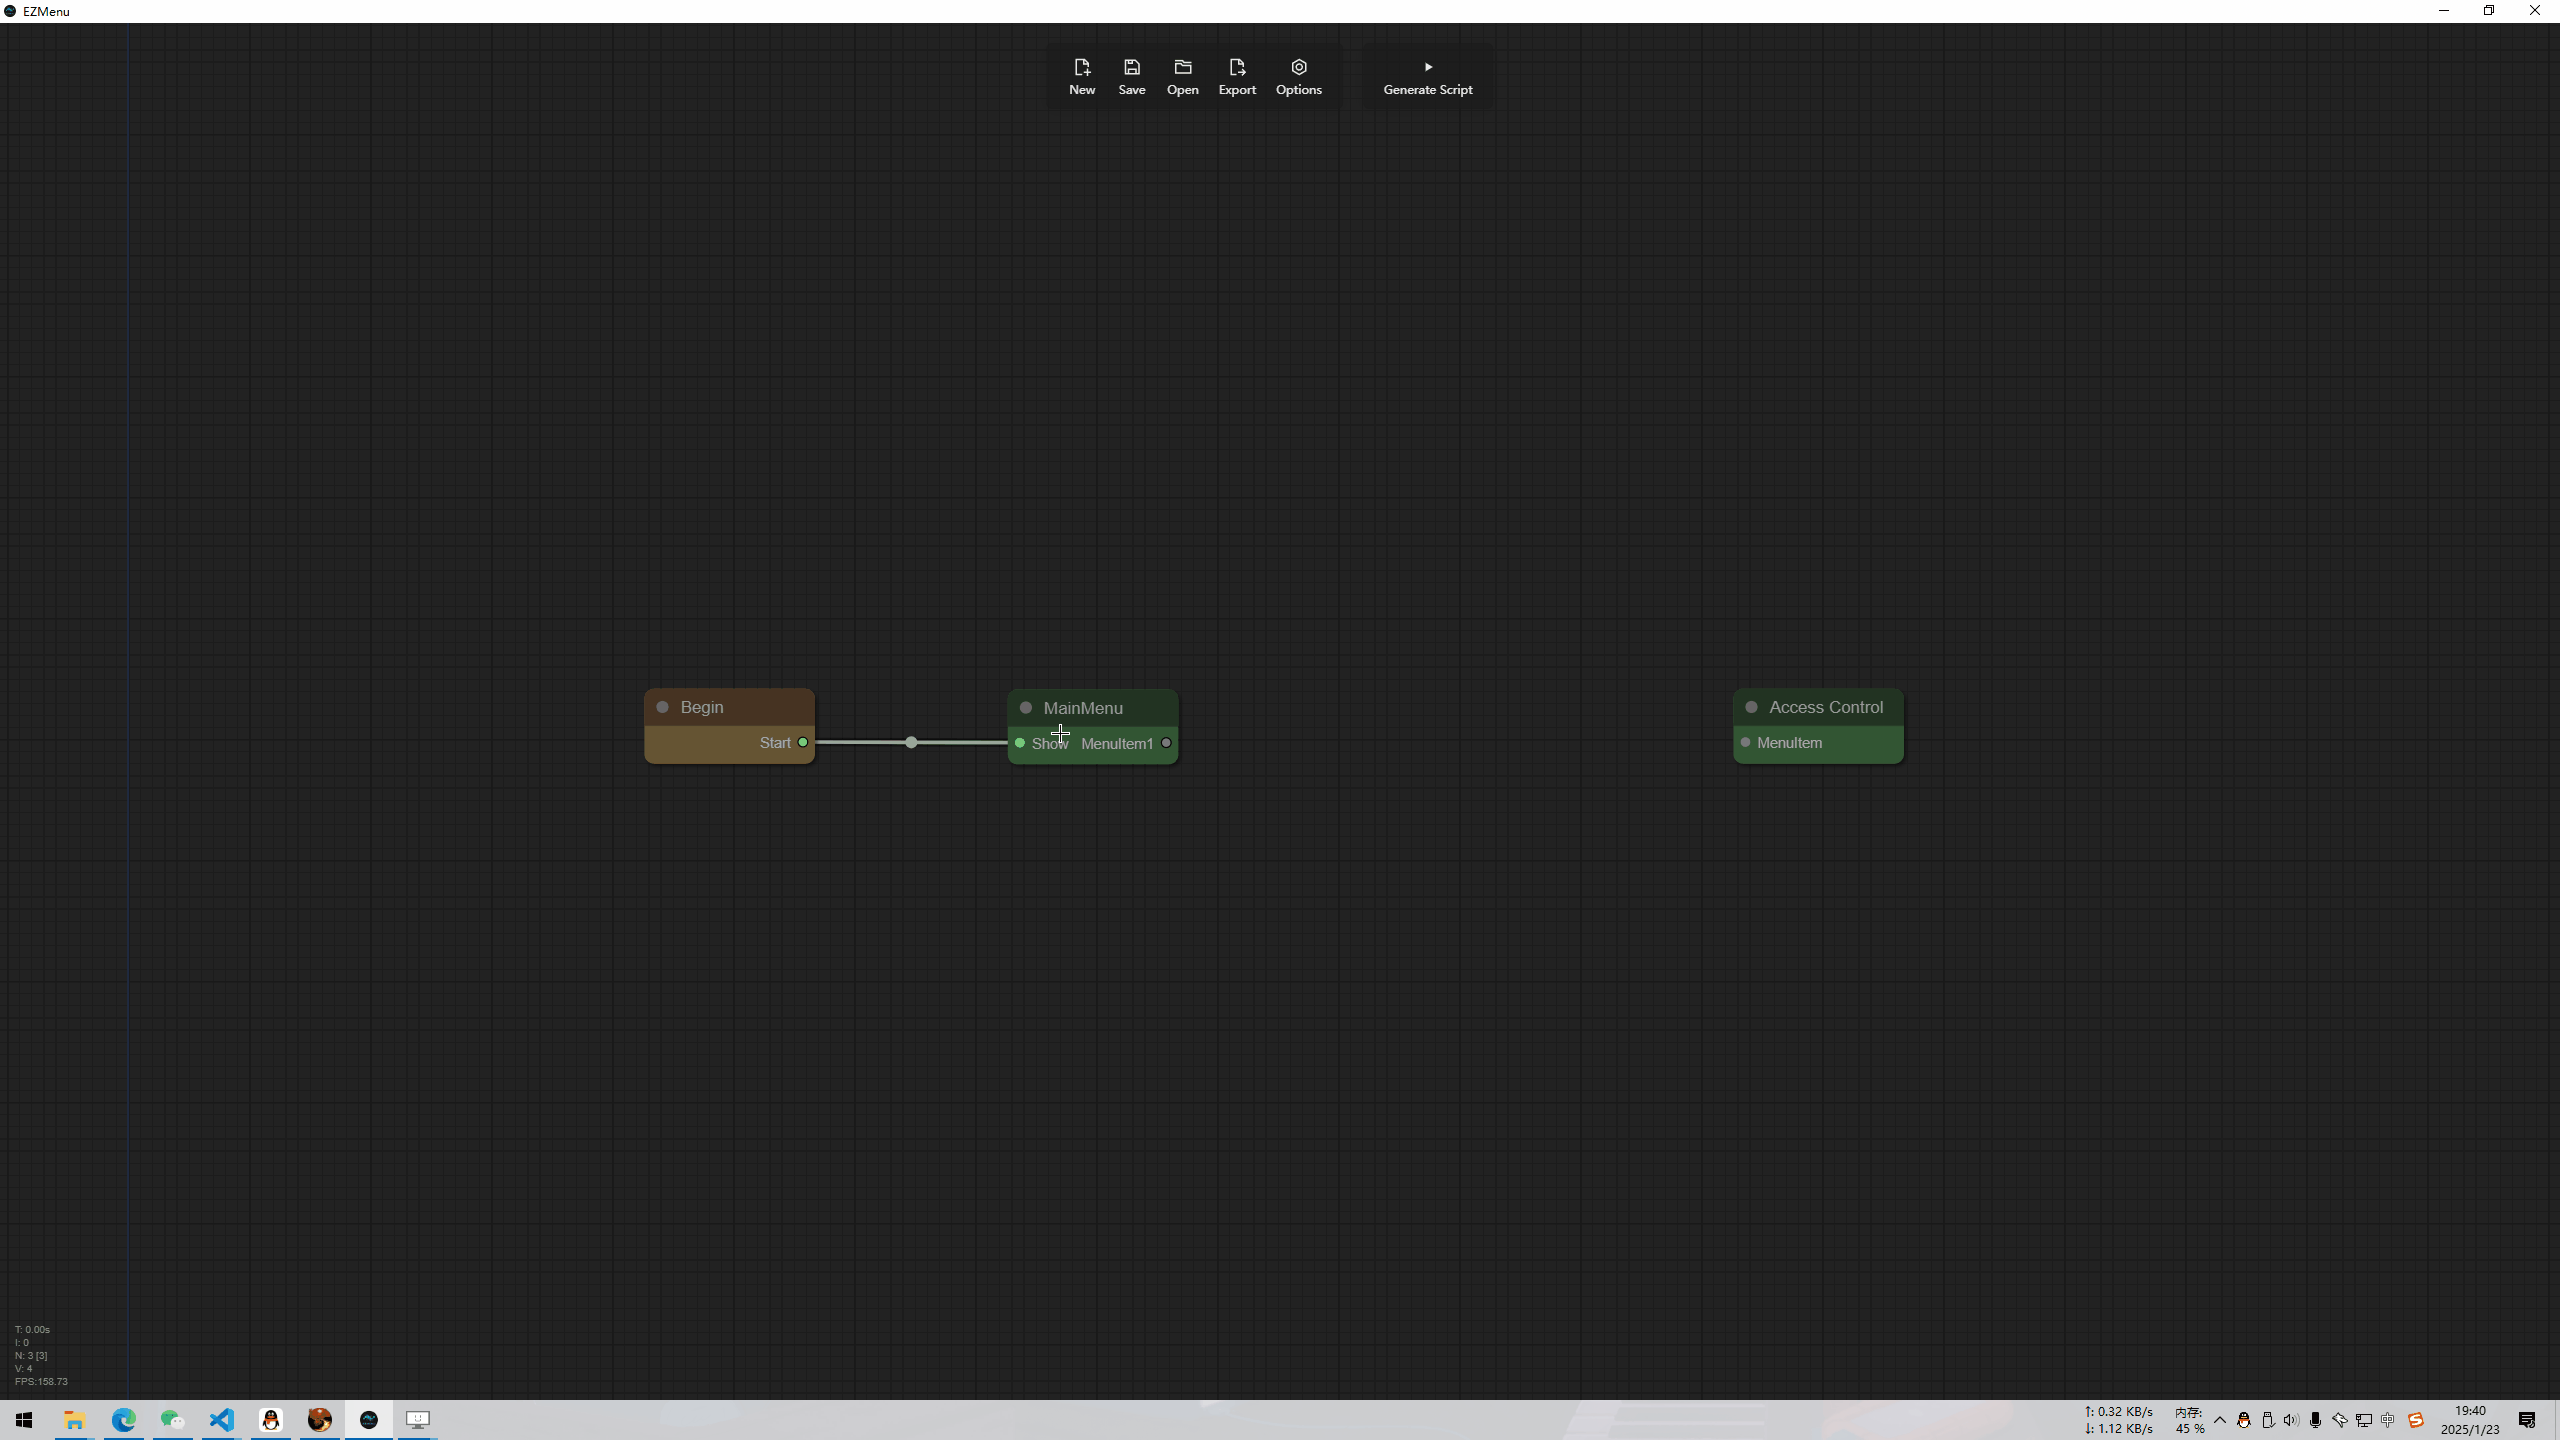 EZMenu
New Save Open Export Options Generate Script
Begin
Start
MainMenu
Show MenuItem1
Access Control
MenuItem
T: 0.00s
I: 0
N: 3 [3]
V: 4
FPS:158.73
↑: 0.32 KB/s 内存:
↓: 1.12 KB/s 45 %
中
19:40
2025/1/23